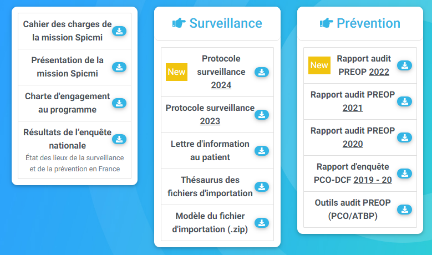 Cahier des charges de
la mission Spicmi
Présentation de la
mission Spicmi
Charte d'engagement
au programme
Résultats de l'enquête
nationale
État des lieux de la surveillance
et de la prévention en France
Surveillance
New
Protocole
surveillance
2024
Protocole surveillance
2023
Lettre d'information
au patient
Thésaurus des
fichiers d'importation
Modèle du fichier
d'importation (.zip)
Prévention
New
Rapport audit
PREOP 2022
Rapport audit PREOP
2021
Rapport audit PREOP
2020
Rapport d'enquête
PCO-DCF 2019 - 20
Outils audit PREOP
(PCO/ATBP)